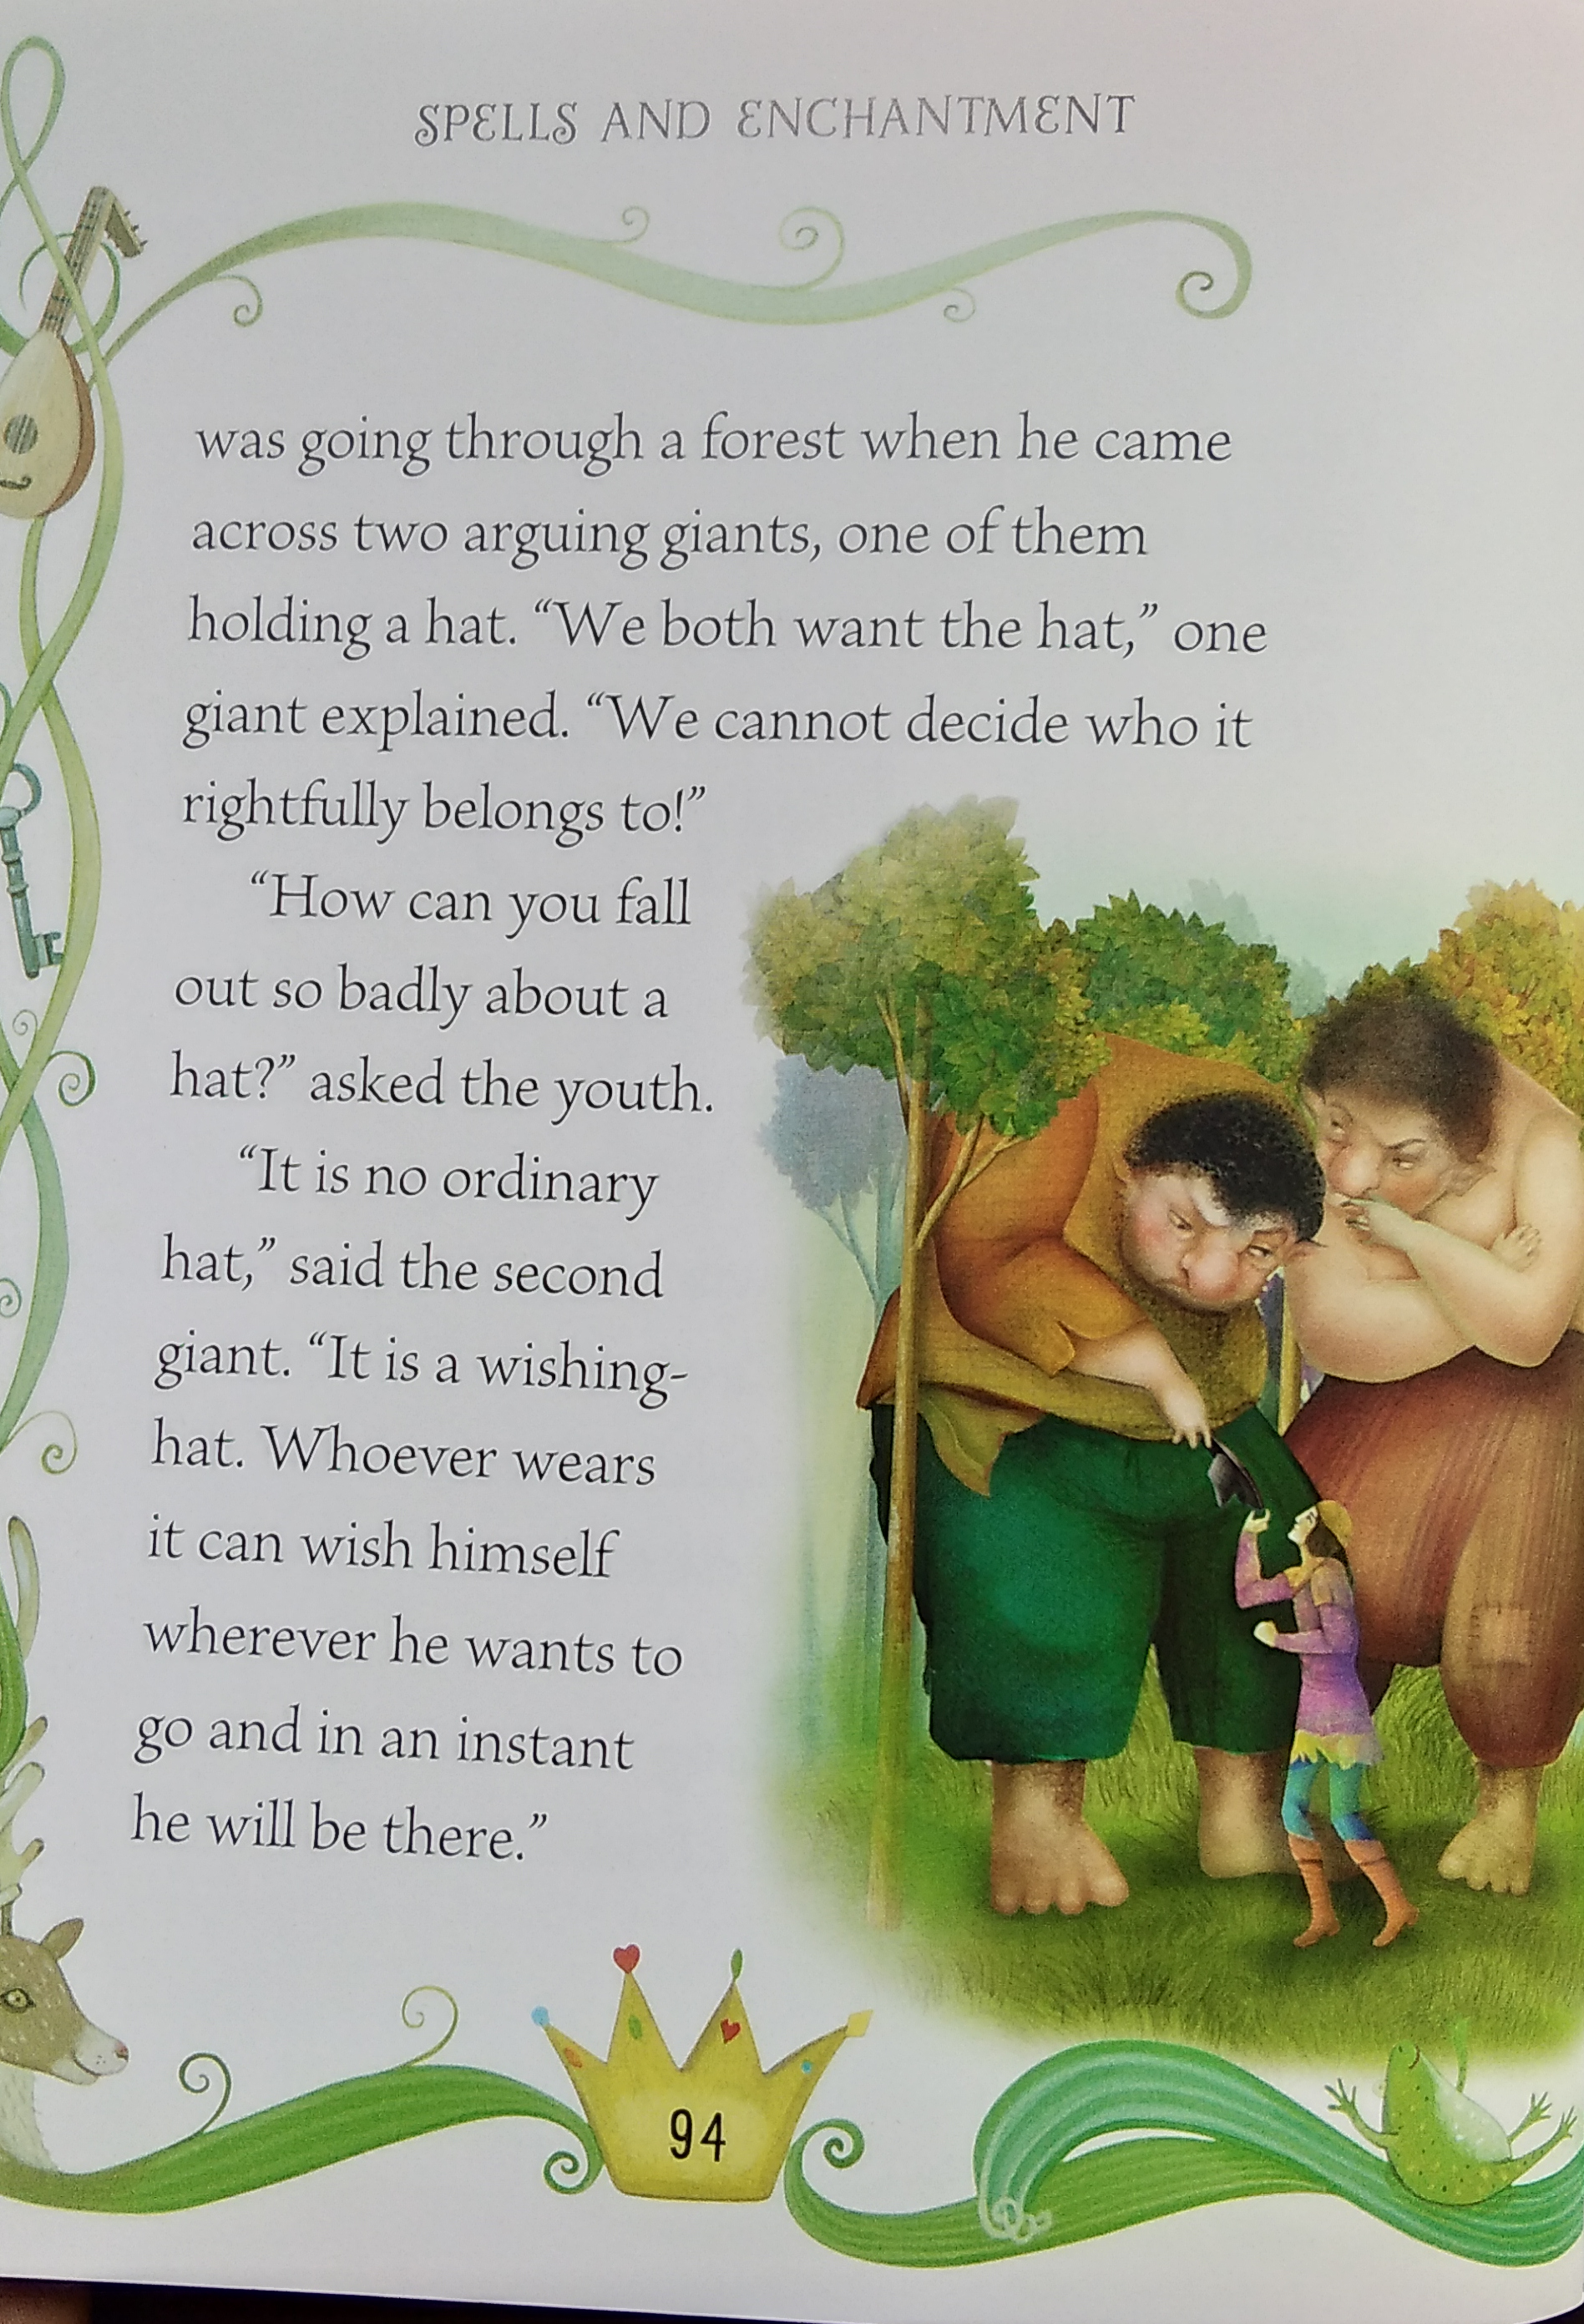 SPELLS AND ENCHANTMENT
was going through a forest when he came
across two arguing giants, one of them
holding a hat. “We both want the hat,” one
giant explained. “We cannot decide who it
rightfully belongs to!”
“How can you fall
out so badly about a
hat?” asked the youth.
“It is no ordinary
hat,” said the second
giant. “It is a wishing-
hat. Whoever wears
it can wish himself
wherever he wants to
go and in an instant
he will be there.”
94